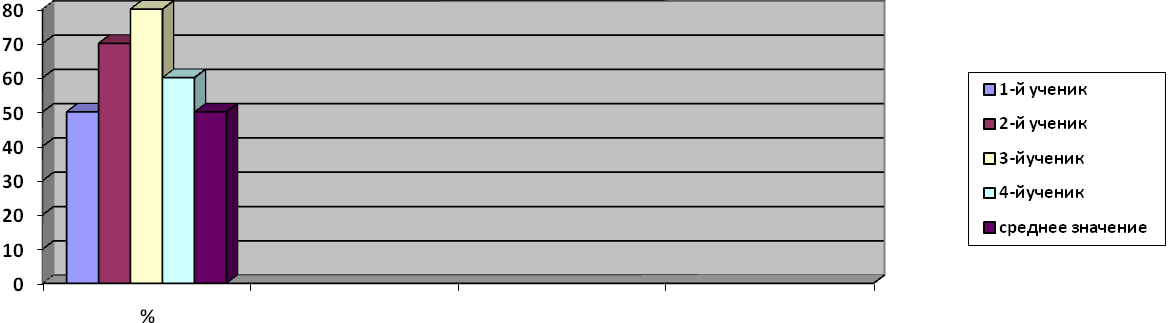 80
70
60
50
40
30
20
10
0
%
1-й ученик
2-й ученик
3-йученик
4-йученик
среднее значение